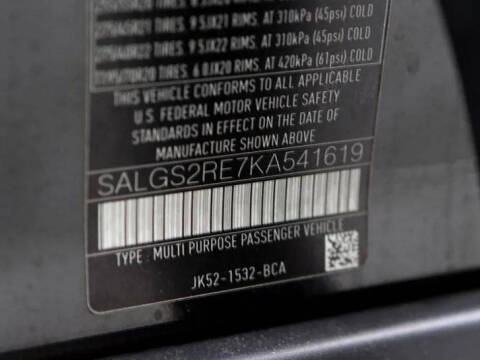 TIRES, 9.5JX21 RIMS. AT 310kPa (45psi) COLD
TIRES, 9.5JX22 RIMS. AT 310kPa (45psi) COLD
TIRES, 6.0JX20 RIMS. AT 420kPa (61psi) COLD
THIS VEHICLE CONFORMS TO ALL APPLICABLE
U.S. FEDERAL MOTOR VEHICLE SAFETY
STANDARDS IN EFFECT ON THE DATE OF
MANUFACTURE SHOWN ABOVE
SALGS2RE7KA541619
TYPE: MULTI PURPOSE PASSENGER VEHICLE
JK52-1532-BCA